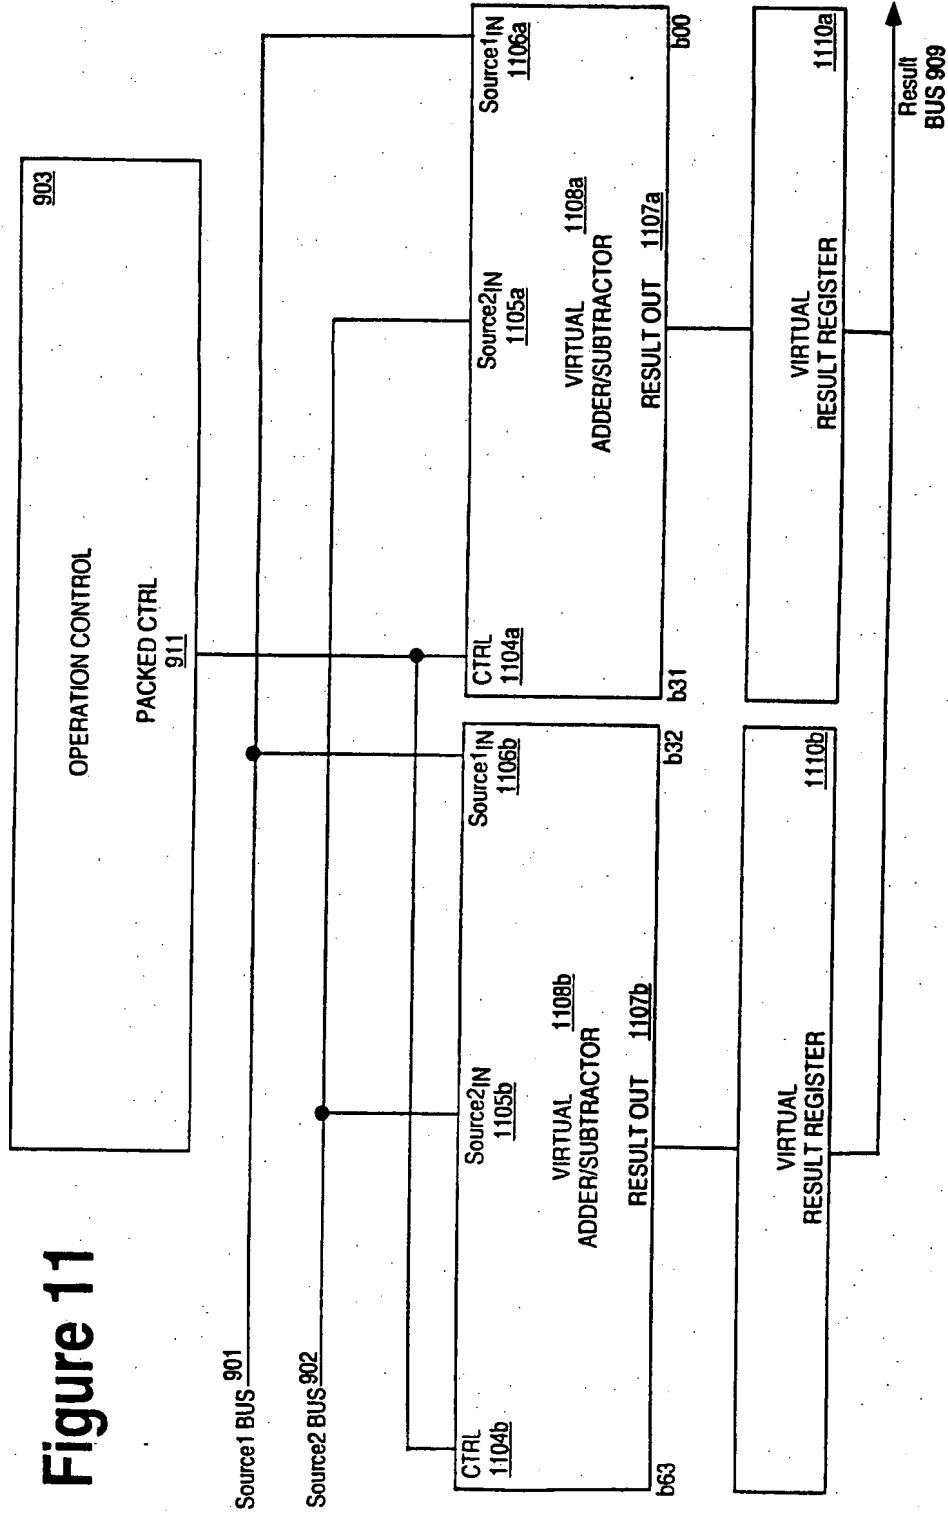 Figure 11
OPERATION CONTROL
903
PACKED CTRL
911
Source1 BUS 901
Source2 BUS 902
CTRL
1104b
Source2IN
1105b
Source1IN
1106b
VIRTUAL
ADDER/SUBTRACTOR
1108b
RESULT OUT 1107b
b63
b32
CTRL
1104a
Source2IN
1105a
Source1IN
1106a
VIRTUAL
ADDER/SUBTRACTOR
1108a
RESULT OUT 1107a
b31
b00
VIRTUAL
RESULT REGISTER
1110b
VIRTUAL
RESULT REGISTER
1110a
Result
BUS 909